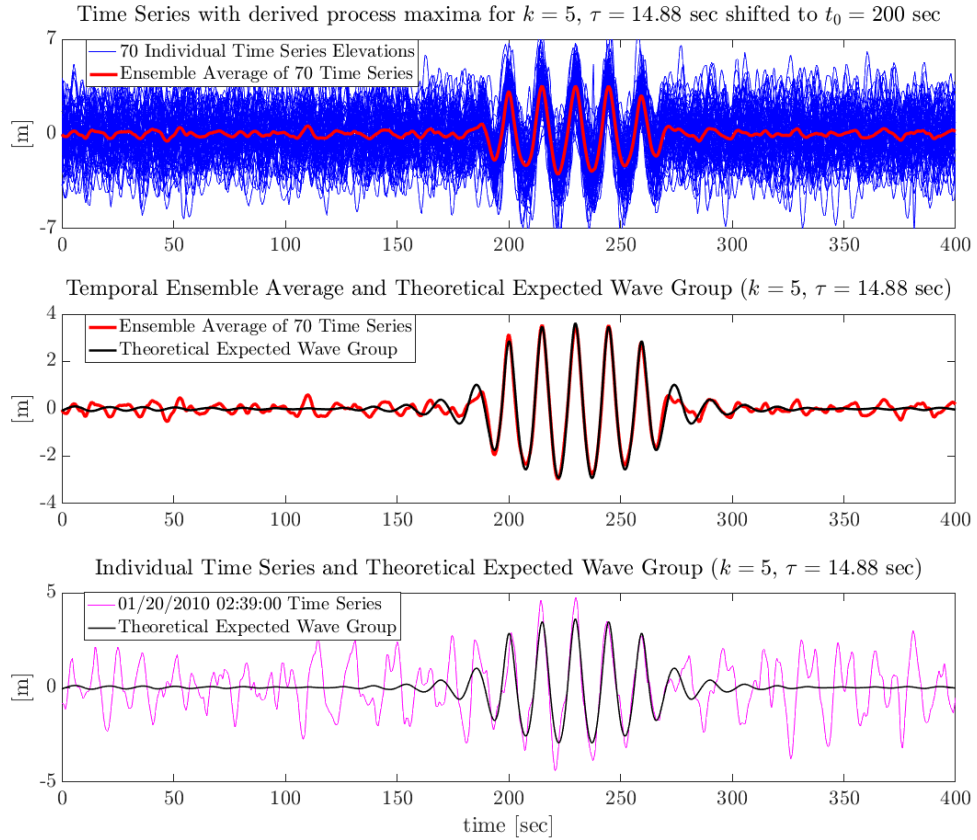 Time Series with derived process maxima for k = 5, τ = 14.88 sec shifted to t₀ = 200 sec
7
70 Individual Time Series Elevations
Ensemble Average of 70 Time Series
[m]
0
-7
0 50 100 150 200 250 300 350 400
Temporal Ensemble Average and Theoretical Expected Wave Group (k = 5, τ = 14.88 sec)
4
Ensemble Average of 70 Time Series
Theoretical Expected Wave Group
2
[m]
0
-2
-4
0 50 100 150 200 250 300 350 400
Individual Time Series and Theoretical Expected Wave Group (k = 5, τ = 14.88 sec)
5
01/20/2010 02:39:00 Time Series
Theoretical Expected Wave Group
[m]
0
-5
0 50 100 150 200 250 300 350 400
time [sec]